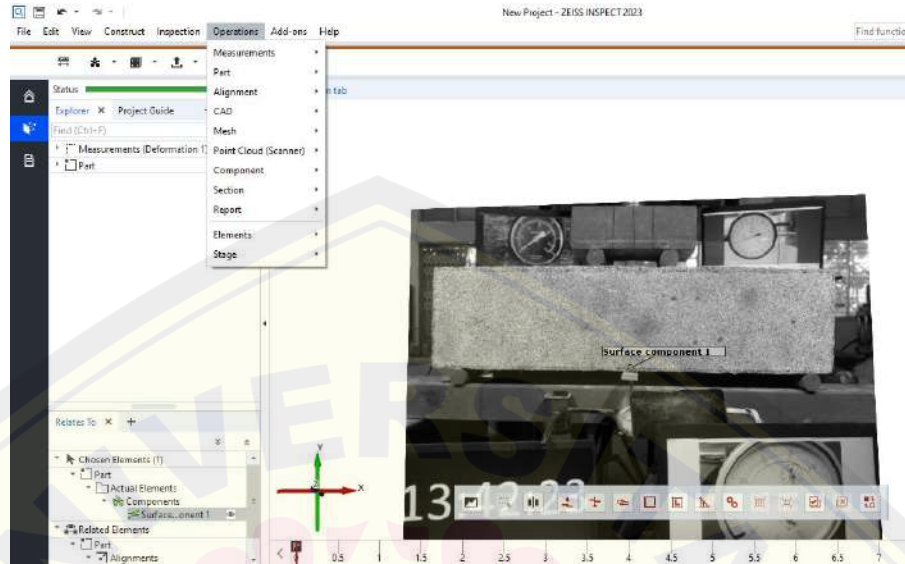 New Project - ZEISS INSPECT 2023
File Edit View Construct Inspection Operations Add-ons Help
Find functio
Measurements
Part
Alignment
CAD
Mesh
Point Cloud (Scanner)
Component
Section
Report
Elements
Stage
Status
n tab
Explorer Project Guide
Find (Ctrl+F)
Measurements (Deformation 1)
Part
Surface component 1
Relates To
Chosen Elements (1)
Part
Actual Elements
Components
Surface...onent 1
Related Elements
Part
Alignments
Y
X
13:42:23
0.5 1 1.5 2 2.5 3 3.5 4 4.5 5 5.5 6 6.5 7